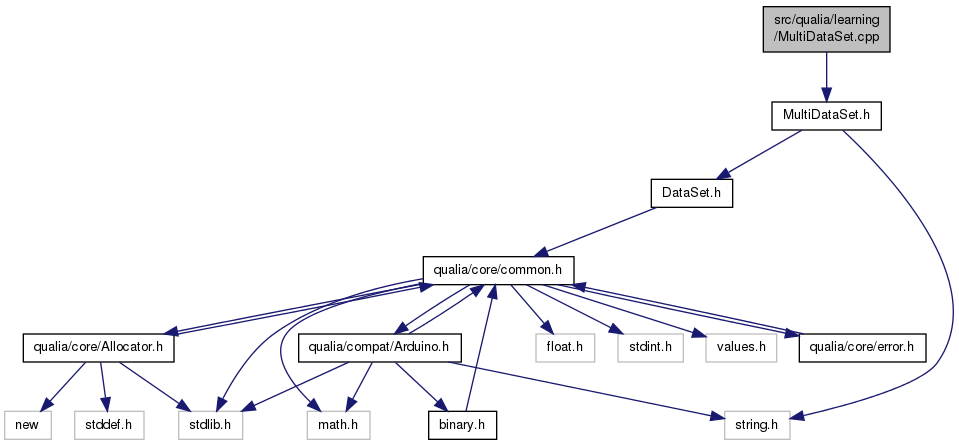 src/qualia/learning
/MultiDataSet.cpp
MultiDataSet.h
DataSet.h
qualia/core/common.h
qualia/core/Allocator.h
qualia/compat/Arduino.h
float.h
stdint.h
values.h
qualia/core/error.h
new
stddef.h
stdlib.h
math.h
binary.h
string.h